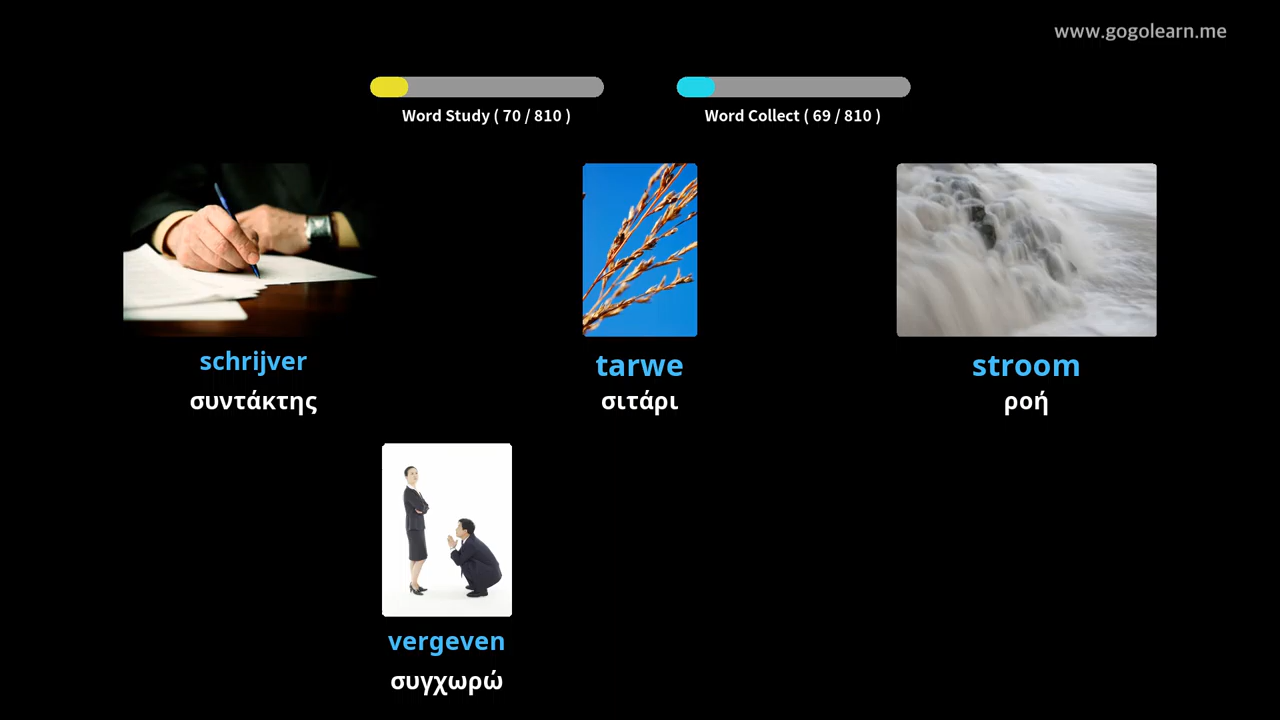 www.gogolearn.me
Word Study ( 70 / 810 )
Word Collect ( 69 / 810 )
schrijver
συντάκτης
tarwe
σιτάρι
stroom
ροή
vergeven
συγχωρώ